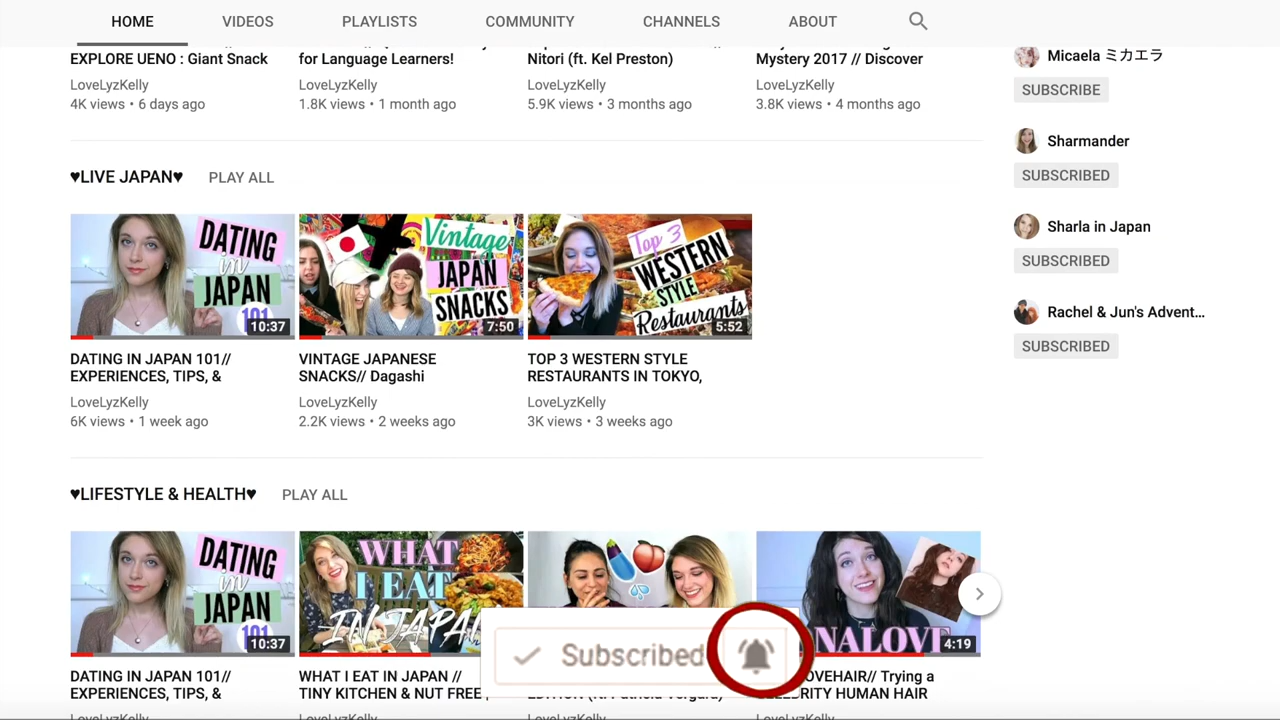 HOME VIDEOS PLAYLISTS COMMUNITY CHANNELS ABOUT
EXPLORE UENO : Giant Snack
LoveLyzKelly
4K views • 6 days ago
for Language Learners!
LoveLyzKelly
1.8K views • 1 month ago
Nitori (ft. Kel Preston)
LoveLyzKelly
5.9K views • 3 months ago
Mystery 2017 // Discover
LoveLyzKelly
3.8K views • 4 months ago
Micaela ミカエラ
SUBSCRIBE
Sharmander
SUBSCRIBED
Sharla in Japan
SUBSCRIBED
Rachel & Jun's Advent...
SUBSCRIBED
♥LIVE JAPAN♥ PLAY ALL
DATING
in
JAPAN
101
10:37
DATING IN JAPAN 101//
EXPERIENCES, TIPS, &
LoveLyzKelly
6K views • 1 week ago
Vintage
JAPAN
SNACKS
7:50
VINTAGE JAPANESE
SNACKS// Dagashi
LoveLyzKelly
2.2K views • 2 weeks ago
Top 3
WESTERN
STYLE
Restaurants
5:52
TOP 3 WESTERN STYLE
RESTAURANTS IN TOKYO,
LoveLyzKelly
3K views • 3 weeks ago
♥LIFESTYLE & HEALTH♥ PLAY ALL
DATING
in
JAPAN
101
10:37
DATING IN JAPAN 101//
EXPERIENCES, TIPS, &
LoveLyzKelly
WHAT
I EAT
IN JAPAN
WHAT I EAT IN JAPAN //
TINY KITCHEN & NUT FREE
Subscribed
4:19
Trying a
HUMAN HAIR